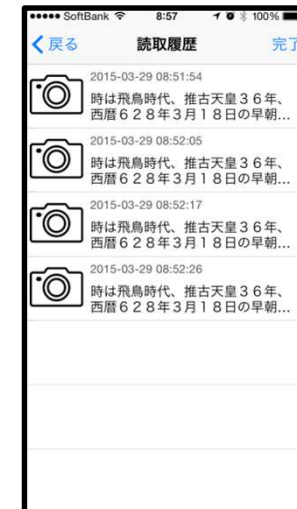 SoftBank 8:57 100%
戻る 読取履歴 完了
2015-03-29 08:51:54
時は飛鳥時代、推古天皇３６年、
西暦６２８年３月１８日の早朝...
2015-03-29 08:52:05
時は飛鳥時代、推古天皇３６年、
西暦６２８年３月１８日の早朝...
2015-03-29 08:52:17
時は飛鳥時代、推古天皇３６年、
西暦６２８年３月１８日の早朝...
2015-03-29 08:52:26
時は飛鳥時代、推古天皇３６年、
西暦６２８年３月１８日の早朝...